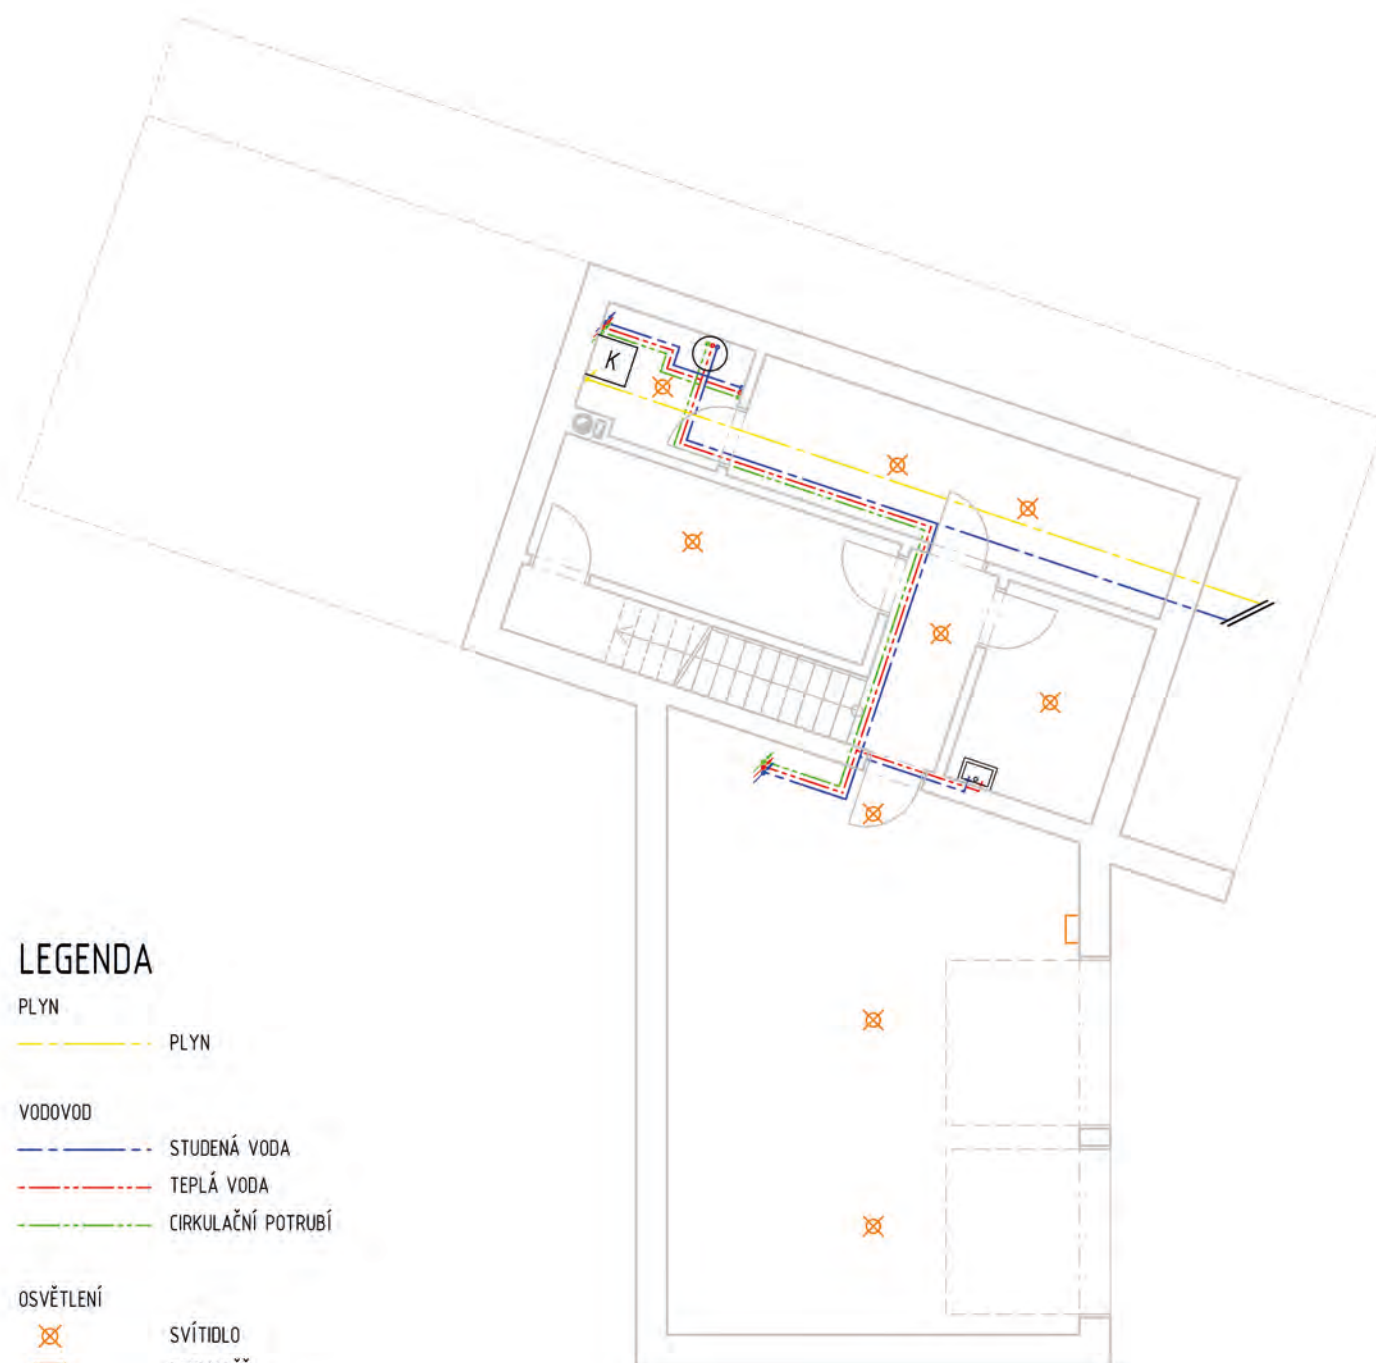 K
LEGENDA
PLYN
PLYN
VODOVOD
STUDENÁ VODA
TEPLÁ VODA
CIRKULAČNÍ POTRUBÍ
OSVĚTLENÍ
SVÍTIDLO